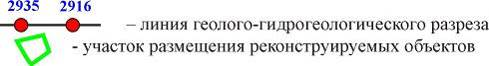 2935 2916
– линия геолого-гидрогеологического разреза
- участок размещения реконструируемых объектов